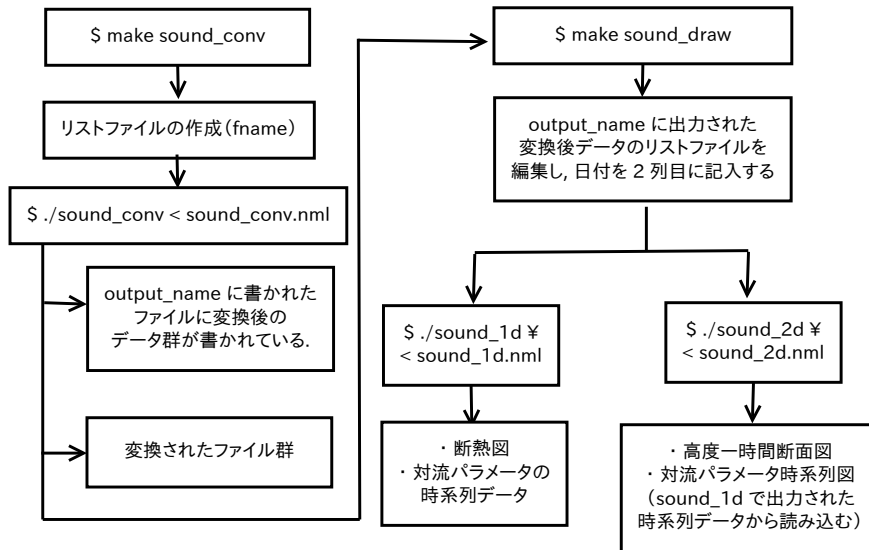 $ make sound_conv
リストファイルの作成(fname)
$ ./sound_conv < sound_conv.nml
output_name に書かれた
ファイルに変換後の
データ群が書かれている.
変換されたファイル群
$ make sound_draw
output_name に出力された
変換後データのリストファイルを
編集し, 日付を 2 列目に記入する
$ ./sound_1d ¥
< sound_1d.nml
・断熱図
・対流パラメータの
時系列データ
$ ./sound_2d ¥
< sound_2d.nml
・高度一時間断面図
・対流パラメータ時系列図
(sound_1d で出力された
時系列データから読み込む)